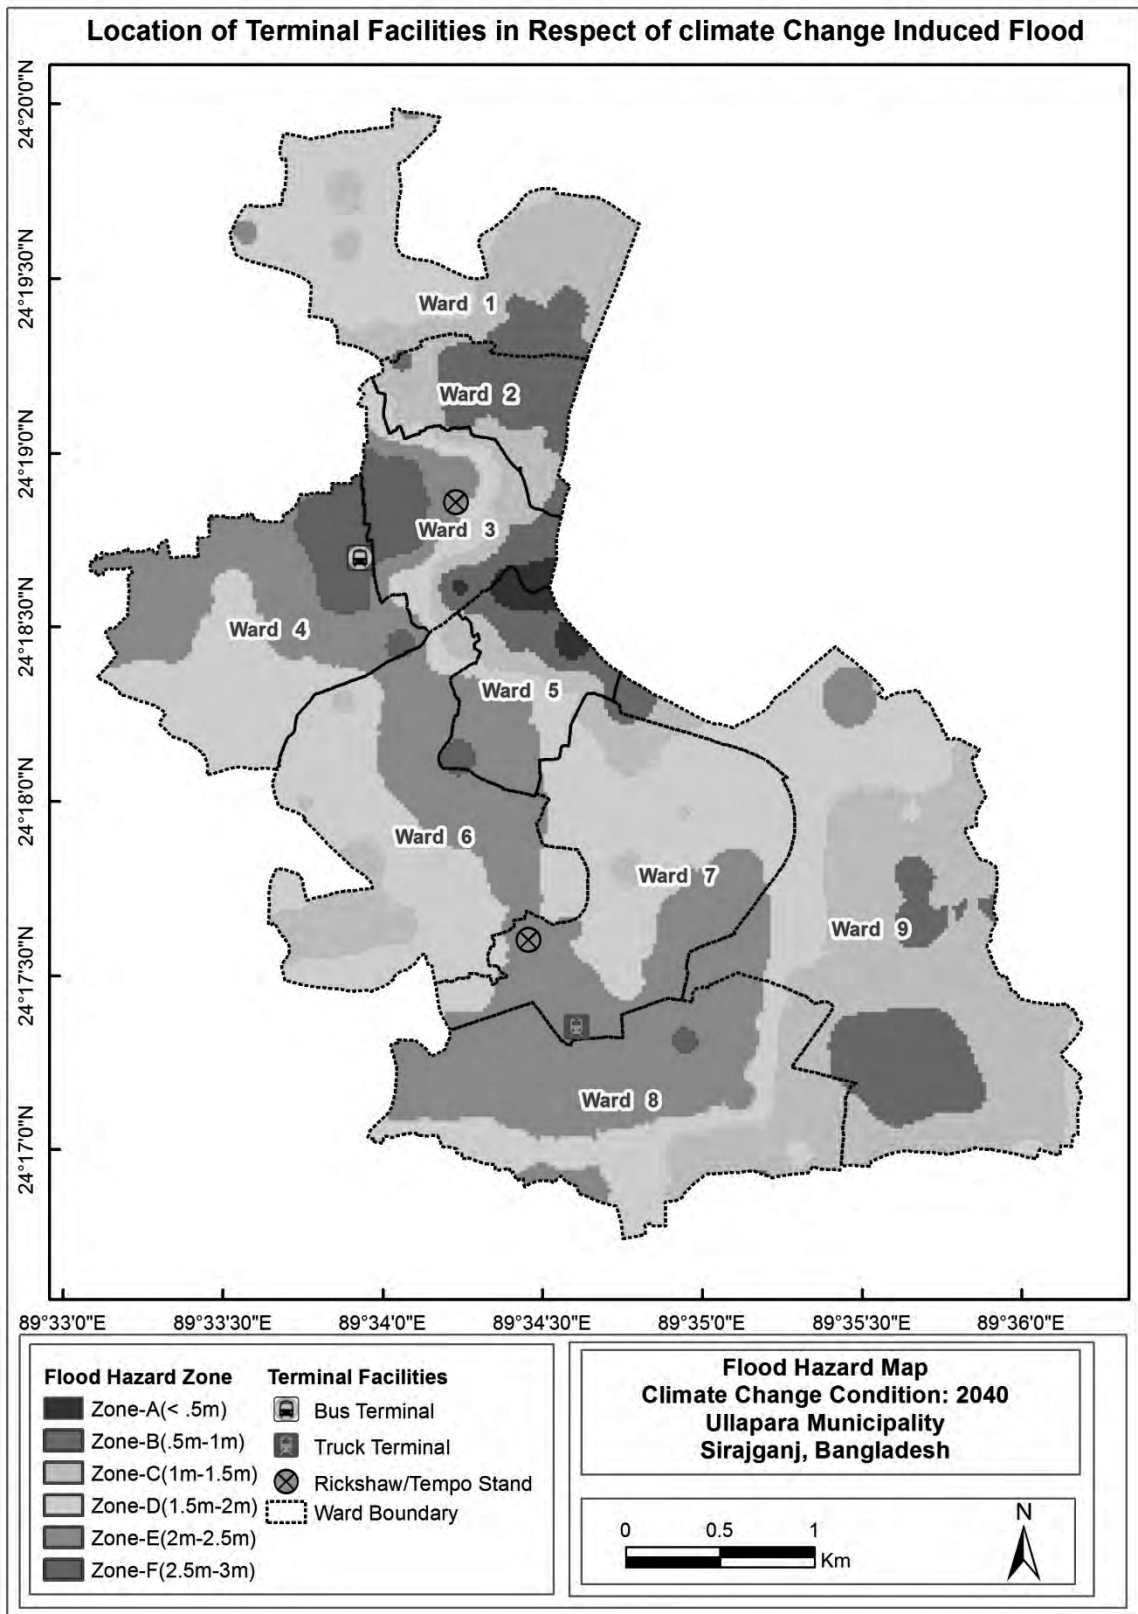 Location of Terminal Facilities in Respect of climate Change Induced Flood
24°20'0"N
24°19'30"N
24°19'0"N
24°18'30"N
24°18'0"N
24°17'30"N
24°17'0"N
Ward 1
Ward 2
Ward 3
Ward 4
Ward 5
Ward 6
Ward 7
Ward 9
Ward 8
89°33'0"E 89°33'30"E 89°34'0"E 89°34'30"E 89°35'0"E 89°35'30"E 89°36'0"E
Flood Hazard Zone
Zone-A(< .5m)
Zone-B(.5m-1m)
Zone-C(1m-1.5m)
Zone-D(1.5m-2m)
Zone-E(2m-2.5m)
Zone-F(2.5m-3m)
Terminal Facilities
Bus Terminal
Truck Terminal
Rickshaw/Tempo Stand
Ward Boundary
Flood Hazard Map
Climate Change Condition: 2040
Ullapara Municipality
Sirajganj, Bangladesh
0 0.5 1
Km
N